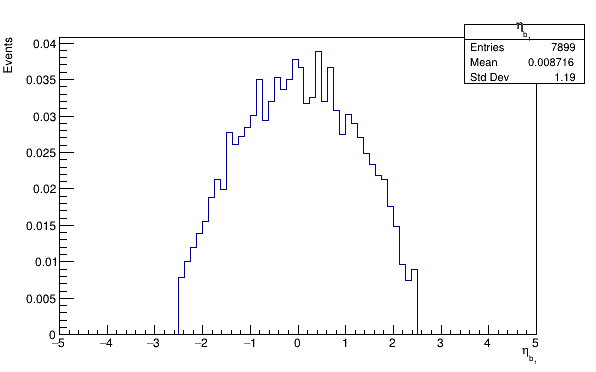 η_b₁
Entries 7899
Mean 0.008716
Std Dev 1.19
Events
0.04
0.035
0.03
0.025
0.02
0.015
0.01
0.005
0
−5 −4 −3 −2 −1 0 1 2 3 4 5
η_b₁